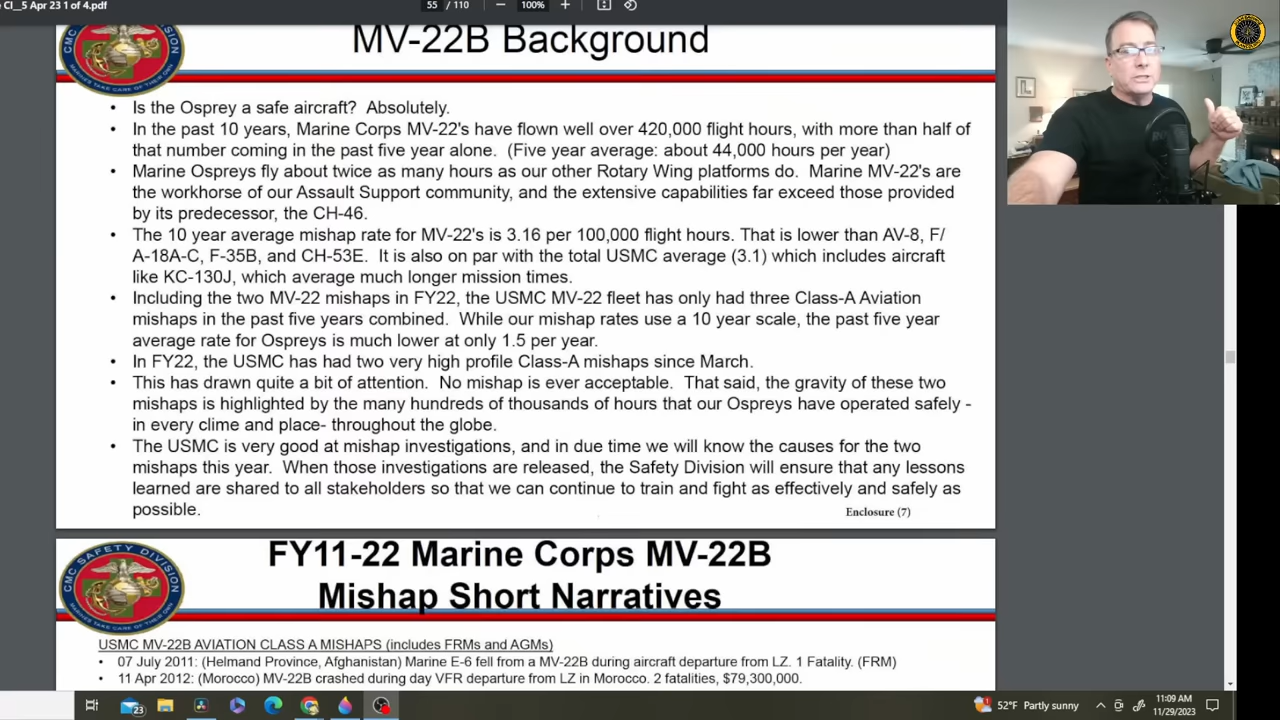 CI_5 Apr 23 1 of 4.pdf
55 / 110
100%
MV-22B Background
• Is the Osprey a safe aircraft? Absolutely.
• In the past 10 years, Marine Corps MV-22's have flown well over 420,000 flight hours, with more than half of
that number coming in the past five year alone. (Five year average: about 44,000 hours per year)
• Marine Ospreys fly about twice as many hours as our other Rotary Wing platforms do. Marine MV-22's are
the workhorse of our Assault Support community, and the extensive capabilities far exceed those provided
by its predecessor, the CH-46.
• The 10 year average mishap rate for MV-22's is 3.16 per 100,000 flight hours. That is lower than AV-8, F/
A-18A-C, F-35B, and CH-53E. It is also on par with the total USMC average (3.1) which includes aircraft
like KC-130J, which average much longer mission times.
• Including the two MV-22 mishaps in FY22, the USMC MV-22 fleet has only had three Class-A Aviation
mishaps in the past five years combined. While our mishap rates use a 10 year scale, the past five year
average rate for Ospreys is much lower at only 1.5 per year.
• In FY22, the USMC has had two very high profile Class-A mishaps since March.
• This has drawn quite a bit of attention. No mishap is ever acceptable. That said, the gravity of these two
mishaps is highlighted by the many hundreds of thousands of hours that our Ospreys have operated safely -
in every clime and place- throughout the globe.
• The USMC is very good at mishap investigations, and in due time we will know the causes for the two
mishaps this year. When those investigations are released, the Safety Division will ensure that any lessons
learned are shared to all stakeholders so that we can continue to train and fight as effectively and safely as
possible.
Enclosure (7)
CMC SAFETY DIVISION
MARINES TAKE CARE OF THEIR OWN
FY11-22 Marine Corps MV-22B
Mishap Short Narratives
USMC MV-22B AVIATION CLASS A MISHAPS (includes FRMs and AGMs)
• 07 July 2011: (Helmand Province, Afghanistan) Marine E-6 fell from a MV-22B during aircraft departure from LZ. 1 Fatality. (FRM)
• 11 Apr 2012: (Morocco) MV-22B crashed during day VFR departure from LZ in Morocco. 2 fatalities, $79,300,000.
23
52°F Partly sunny
11:09 AM
11/29/2023